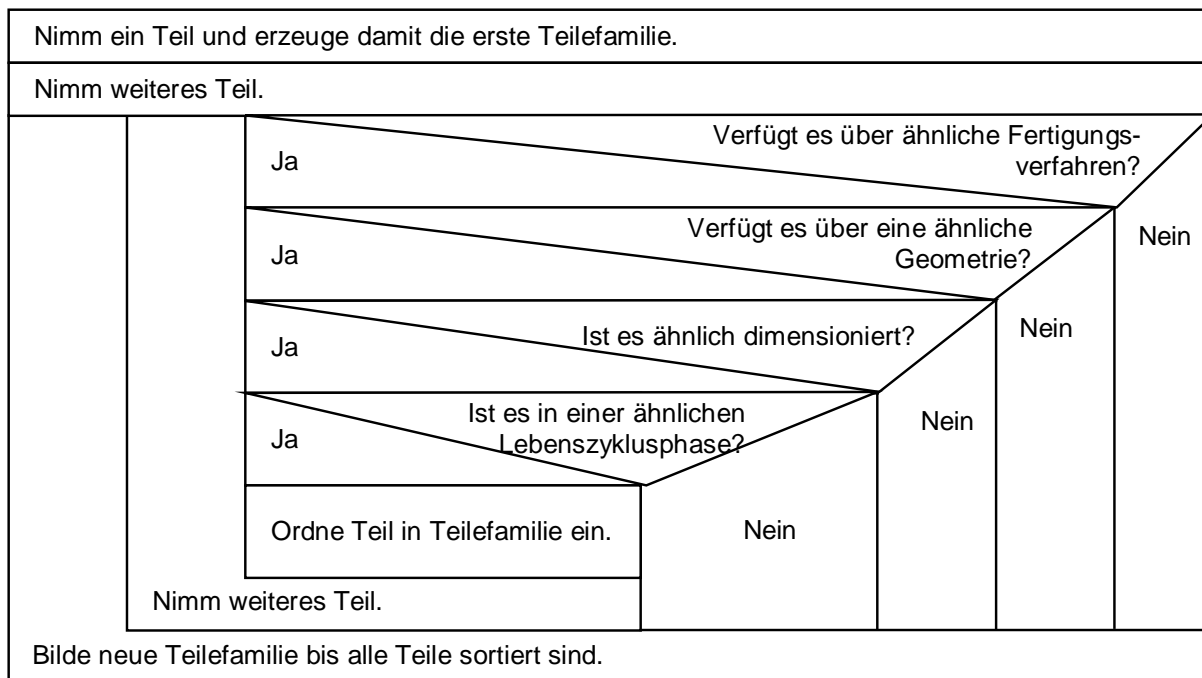 Nimm ein Teil und erzeuge damit die erste Teilefamilie.
Nimm weiteres Teil.
Verfügt es über ähnliche Fertigungs-
verfahren?
Ja
Nein
Verfügt es über eine ähnliche
Geometrie?
Ja
Nein
Ist es ähnlich dimensioniert?
Ja
Nein
Ist es in einer ähnlichen
Lebenszyklusphase?
Ja
Nein
Ordne Teil in Teilefamilie ein.
Nimm weiteres Teil.
Bilde neue Teilefamilie bis alle Teile sortiert sind.